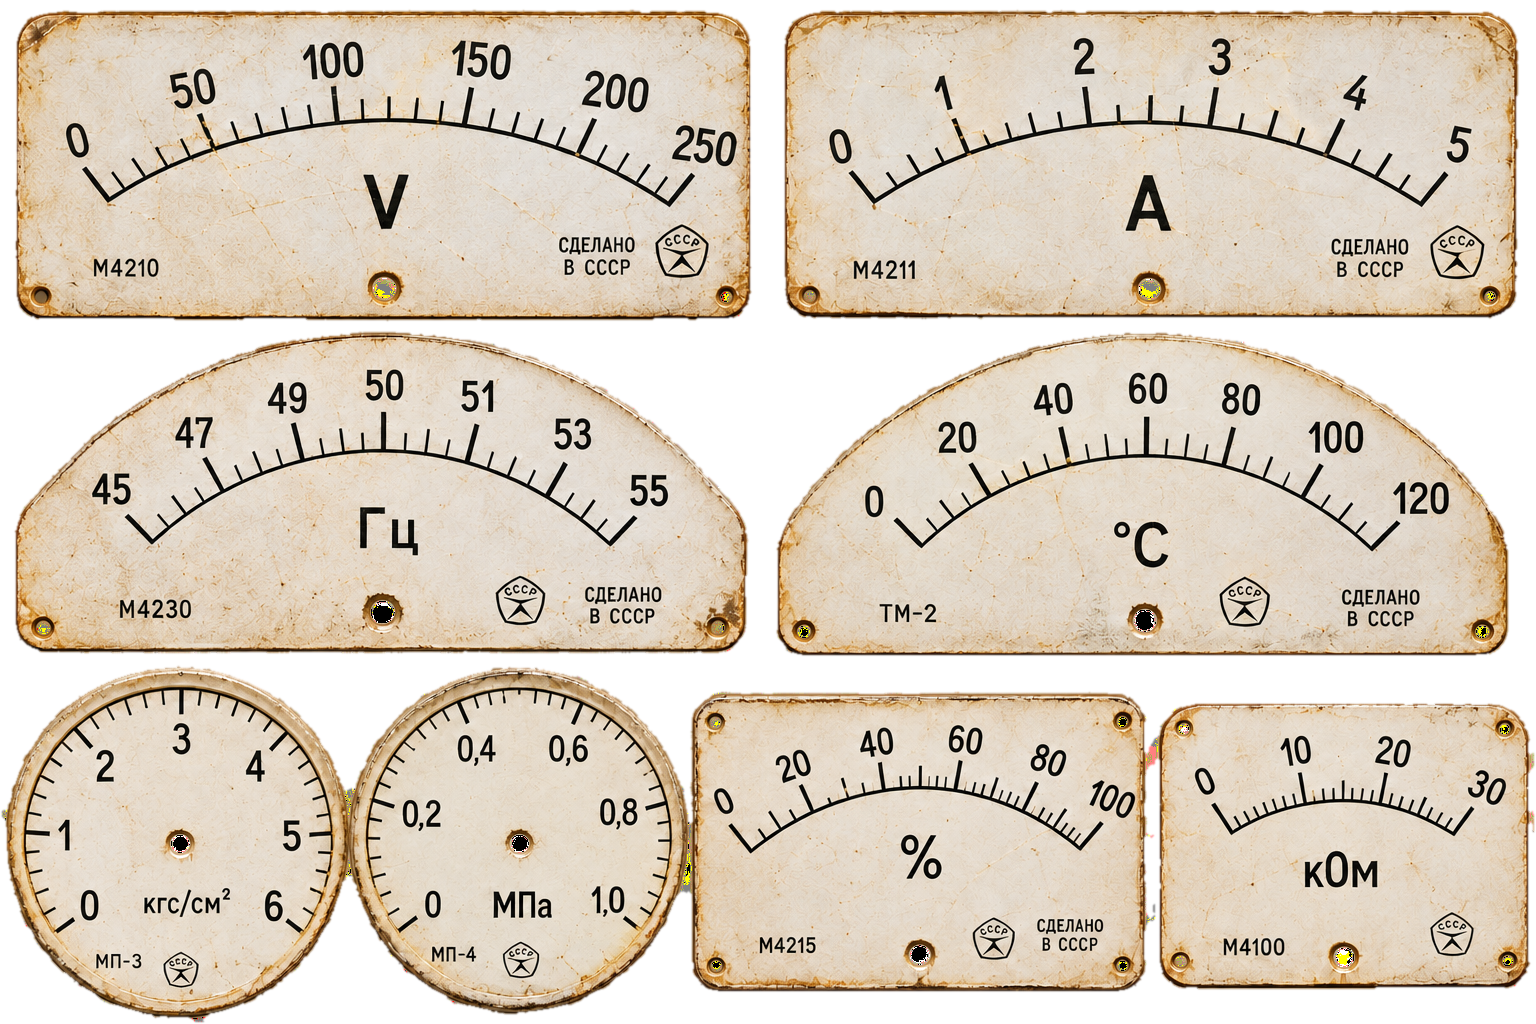 0 50 100 150 200 250
V
СДЕЛАНО
В СССР
СССР
М4210
0 1 2 3 4 5
А
СДЕЛАНО
В СССР
СССР
М4211
45 47 49 50 51 53 55
Гц
М4230
СССР
СДЕЛАНО
В СССР
0 20 40 60 80 100 120
°С
ТМ-2
СССР
СДЕЛАНО
В СССР
0 1 2 3 4 5 6
кгс/см²
МП-3
СССР
0 0,2 0,4 0,6 0,8 1,0
МПа
МП-4
СССР
0 20 40 60 80 100
%
М4215
СССР
СДЕЛАНО
В СССР
0 10 20 30
кОм
М4100
СССР